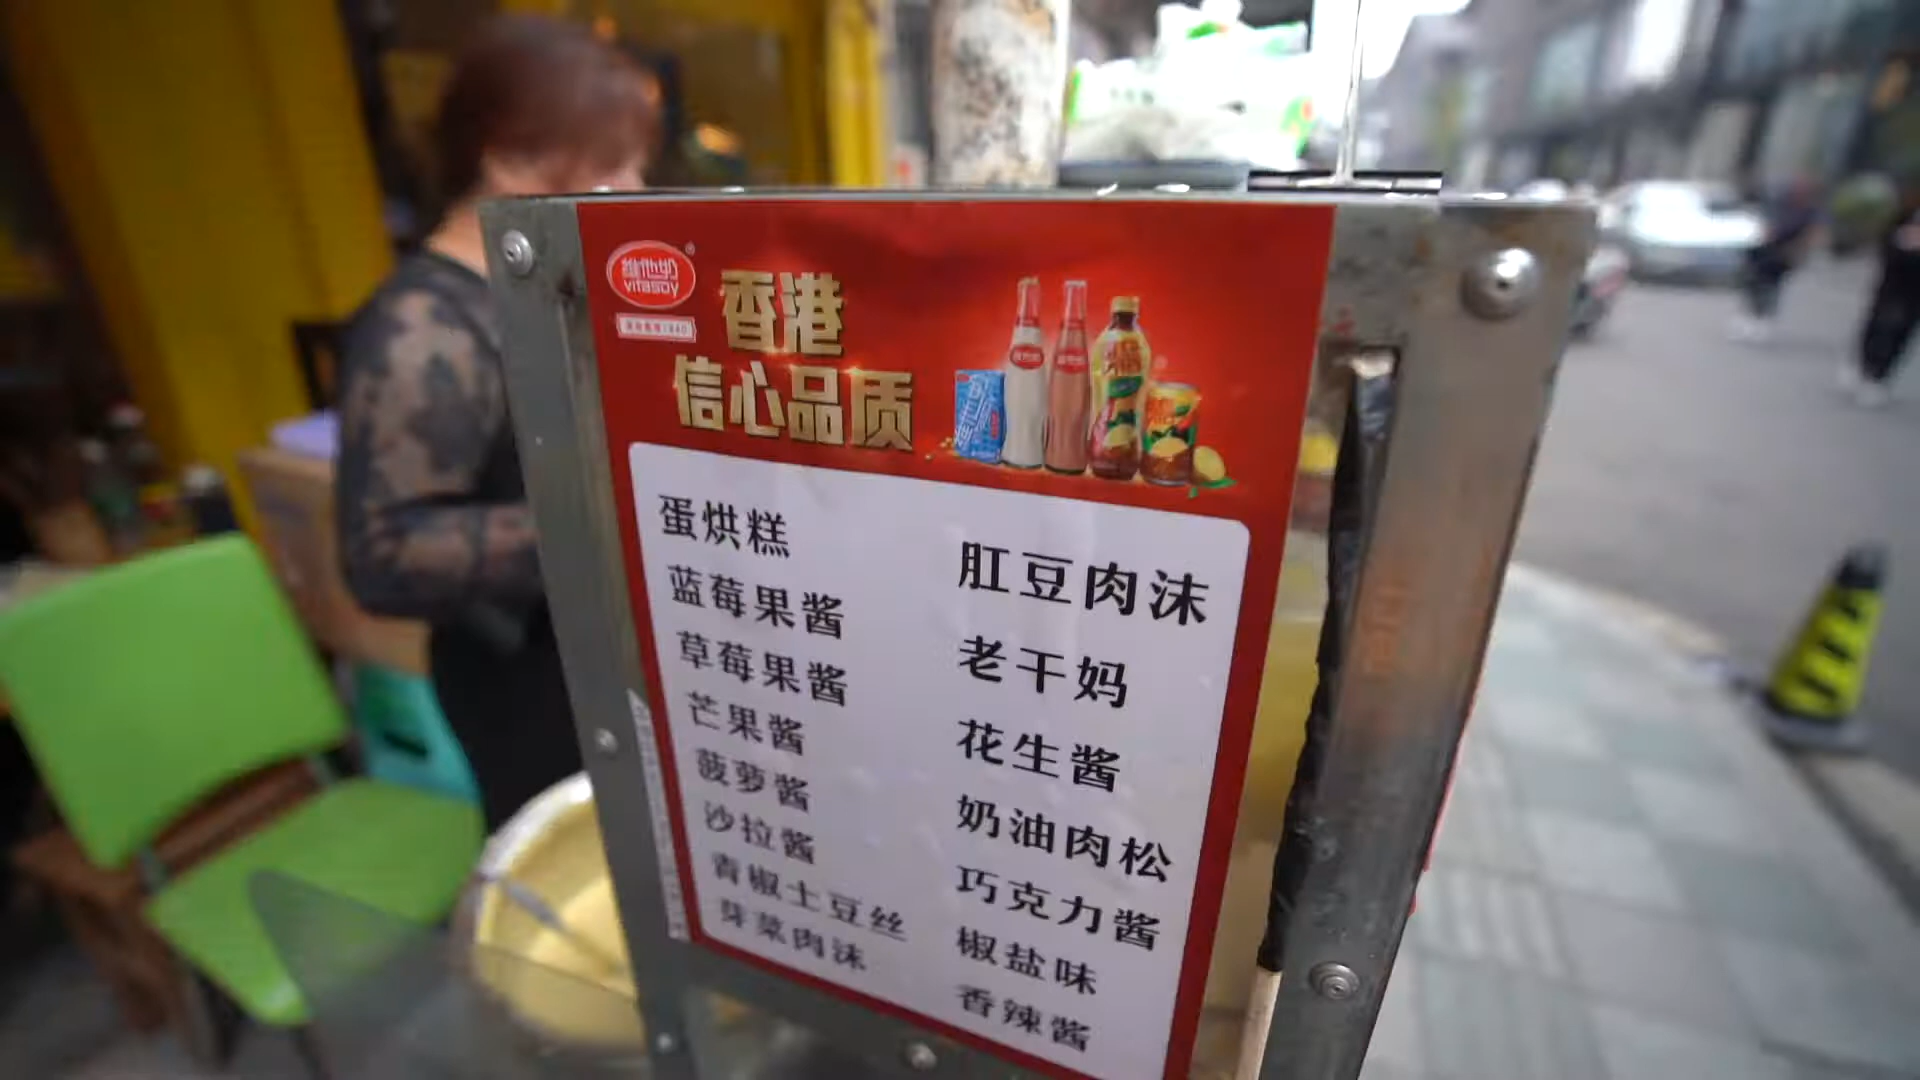 维他奶
vitasoy
香港
信心品质
蛋烘糕
蓝莓果酱
草莓果酱
芒果酱
菠萝酱
沙拉酱
青椒土豆丝
芽菜肉沫
肛豆肉沫
老干妈
花生酱
奶油肉松
巧克力酱
椒盐味
香辣酱